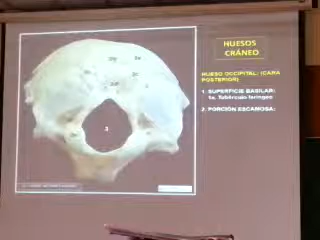 HUESOS
CRÁNEO
HUESO OCCIPITAL: (CARA
POSTERIOR)
1. SUPERFICIE BASILAR:
1a. Tubérculo faríngeo
2. PORCIÓN ESCAMOSA: